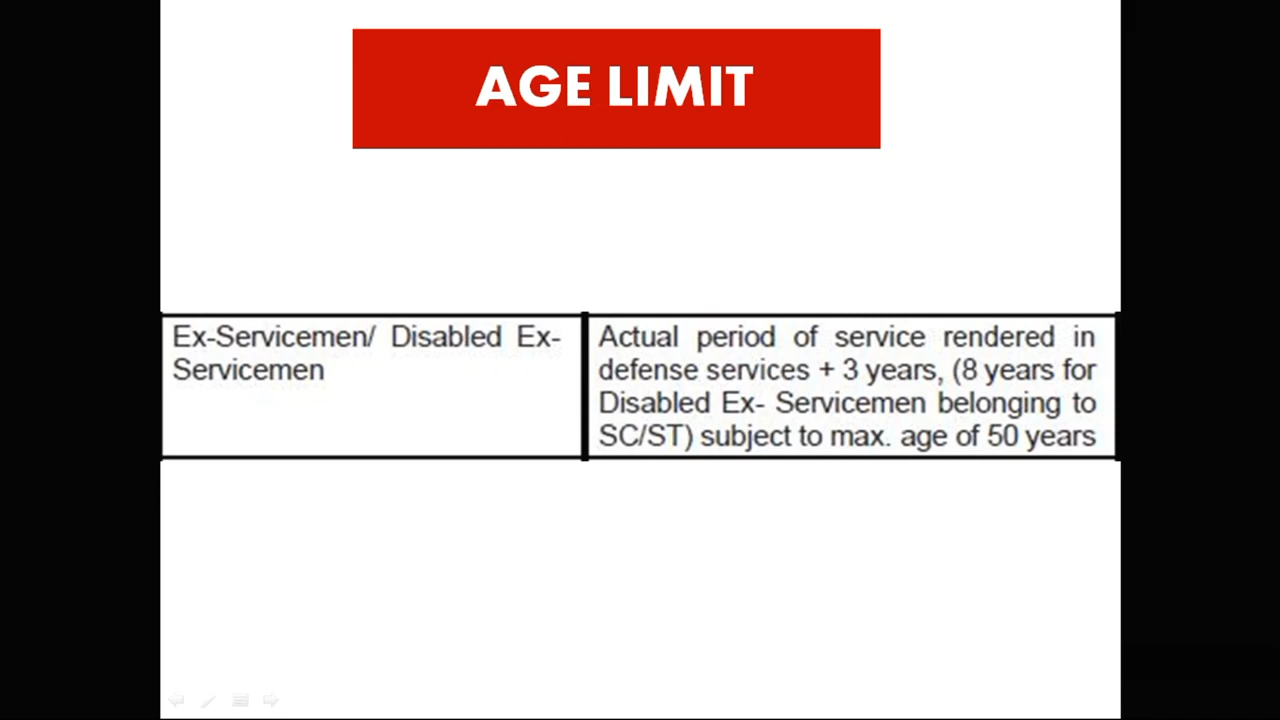 AGE LIMIT
Ex-Servicemen/ Disabled Ex-
Servicemen
Actual period of service rendered in
defense services + 3 years, (8 years for
Disabled Ex- Servicemen belonging to
SC/ST) subject to max. age of 50 years